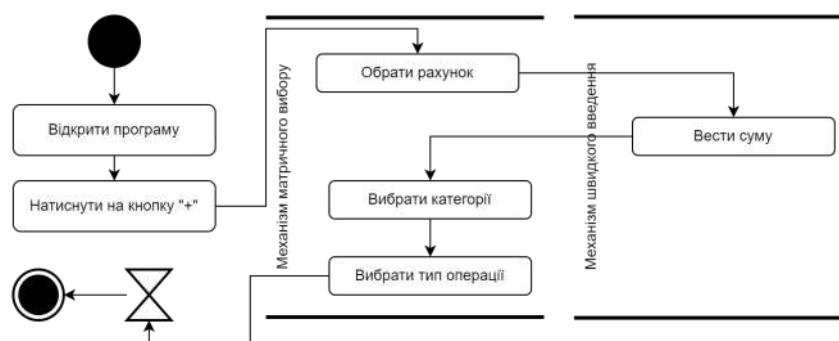 Обрати рахунок
Відкрити програму
Вести суму
Натиснути на кнопку "+"
Вибрати категорії
Вибрати тип операції
Механізм матричного вибору
Механізм швидкого введення